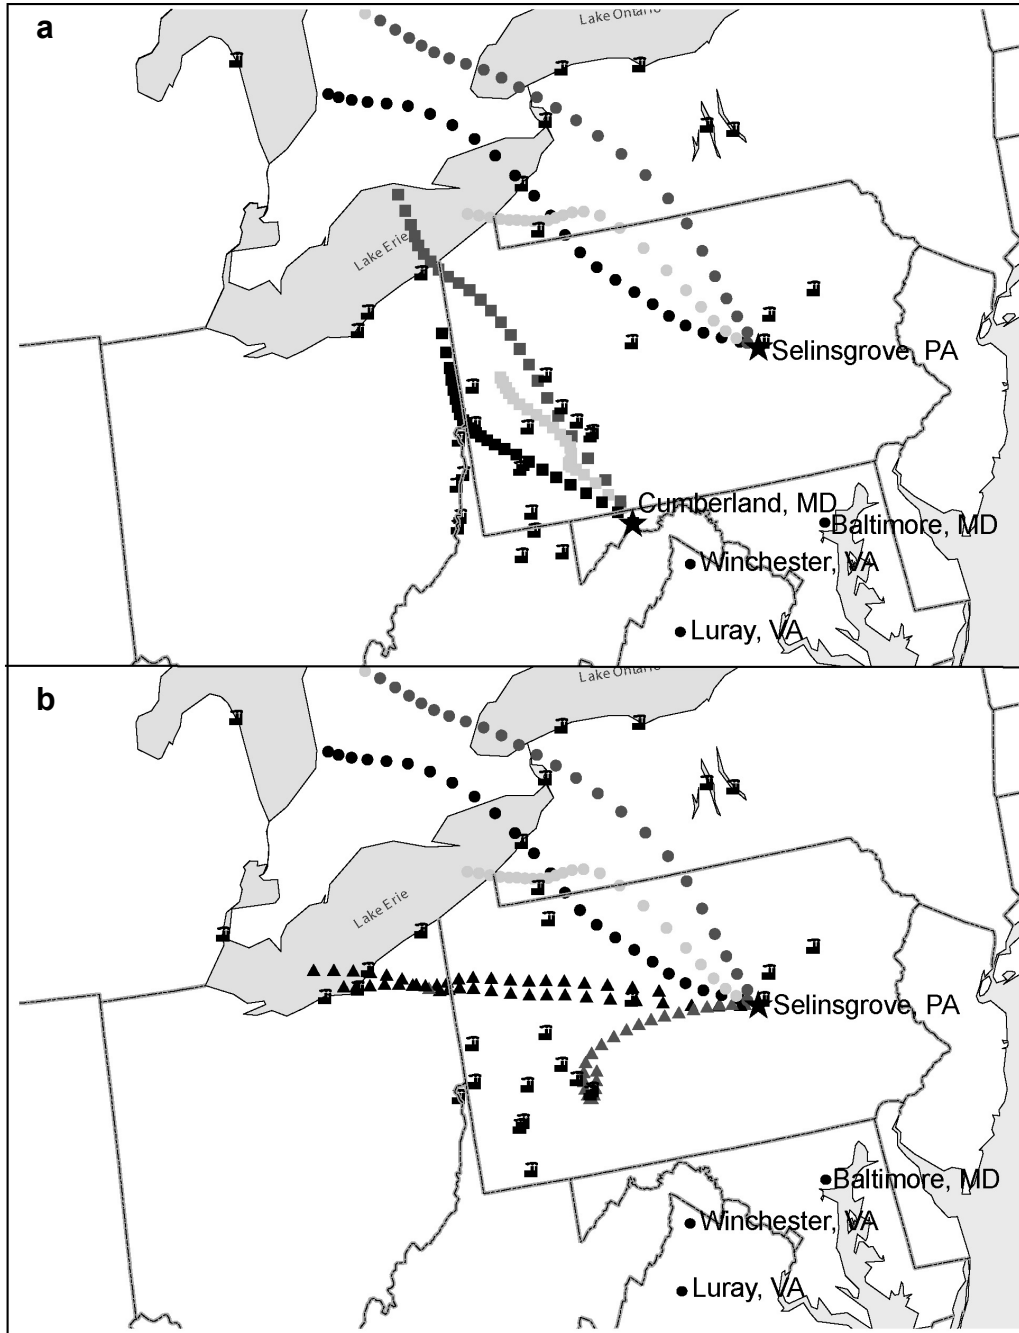 a
Lake Ontario
Lake Erie
Selinsgrove, PA
Cumberland, MD
Baltimore, MD
Winchester, VA
Luray, VA
b
Lake Ontario
Lake Erie
Selinsgrove, PA
Baltimore, MD
Winchester, VA
Luray, VA